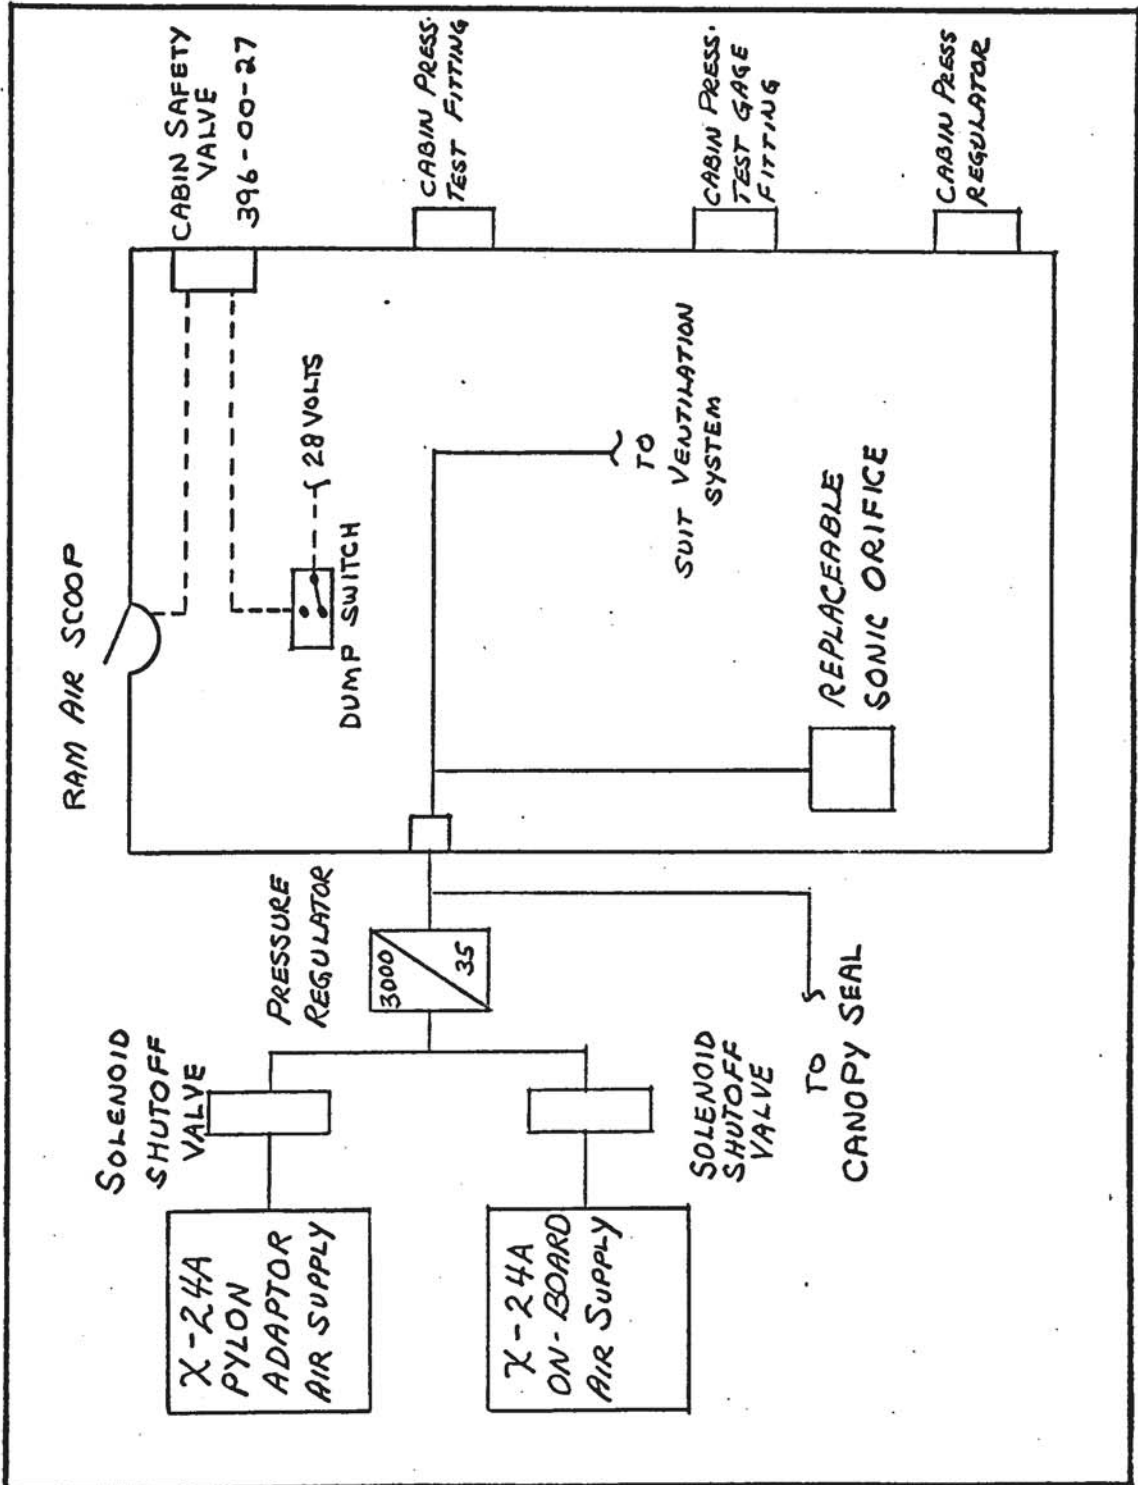 RAM AIR SCOOP
CABIN SAFETY
VALVE
396-00-27
28 VOLTS
DUMP SWITCH
CABIN PRESS.
TEST FITTING
SOLENOID
SHUTOFF
VALVE
PRESSURE
REGULATOR
3000
35
X-24A
PYLON
ADAPTOR
AIR SUPPLY
TO
SUIT VENTILATION
SYSTEM
CABIN PRESS.
TEST GAGE
FITTING
X-24A
ON-BOARD
AIR SUPPLY
SOLENOID
SHUTOFF
VALVE
TO
CANOPY SEAL
REPLACEABLE
SONIC ORIFICE
CABIN PRESS
REGULATOR